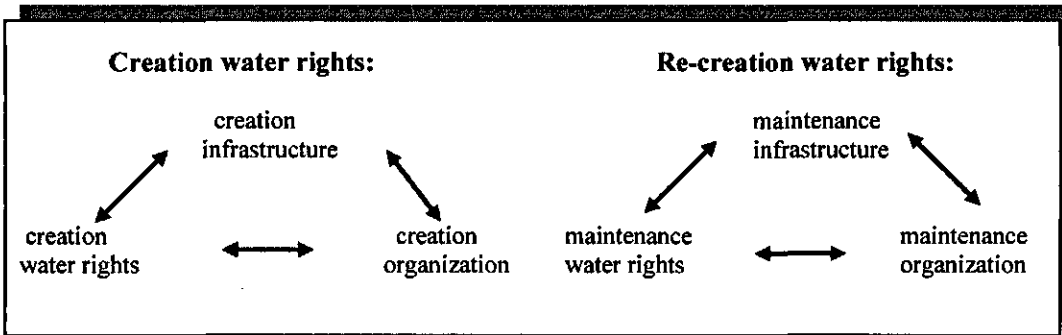 Creation water rights:
creation
infrastructure
creation
water rights
creation
organization
Re-creation water rights:
maintenance
infrastructure
maintenance
water rights
maintenance
organization